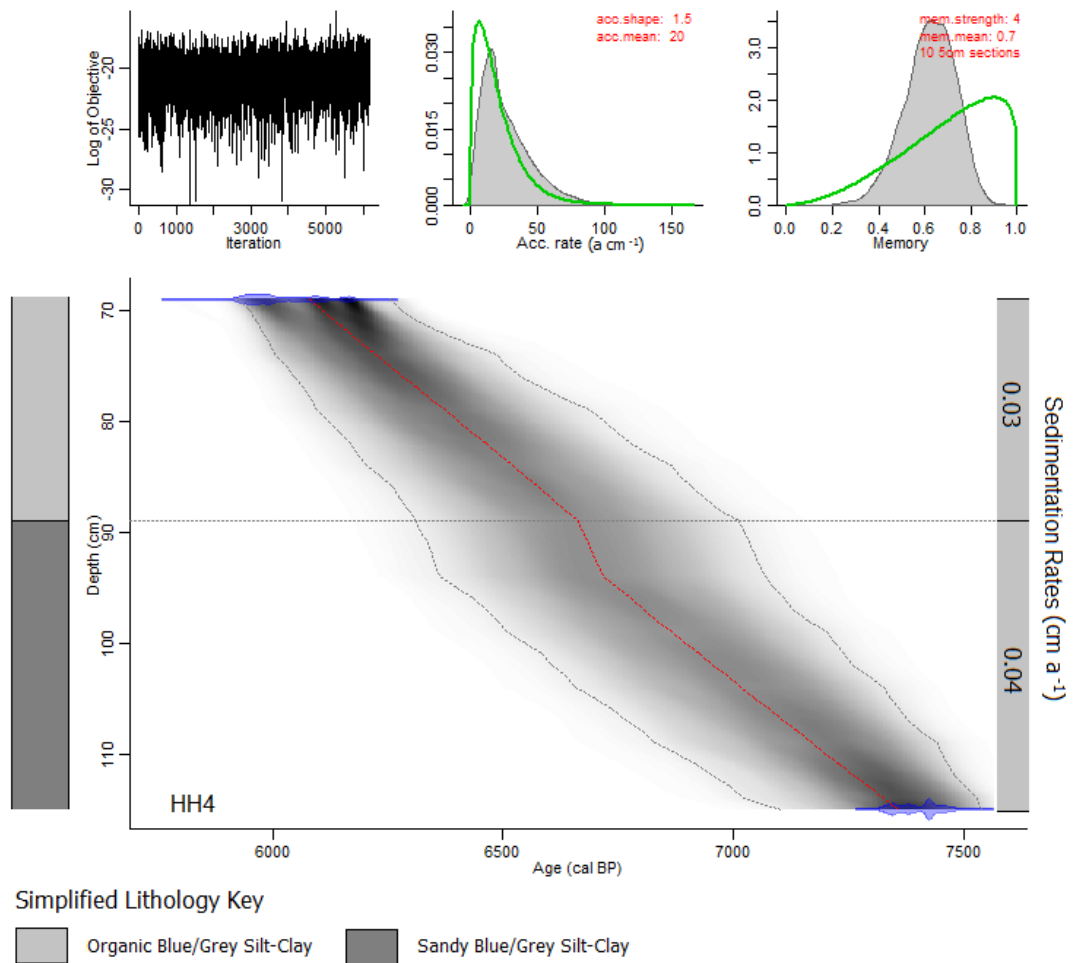 Log of Objective
-30 -25 -20
0 1000 3000 5000
Iteration
acc.shape: 1.5
acc.mean: 20
0.000 0.015 0.030
0 50 100 150
Acc. rate (a cm⁻¹)
mem.strength: 4
mem.mean: 0.7
10 5cm sections
0.0 1.0 2.0 3.0
0.0 0.2 0.4 0.6 0.8 1.0
Memory
Depth (cm)
70
80
90
100
110
HH4
6000 6500 7000 7500
Age (cal BP)
0.03
0.04
Sedimentation Rates (cm a⁻¹)
Simplified Lithology Key
Organic Blue/Grey Silt-Clay
Sandy Blue/Grey Silt-Clay